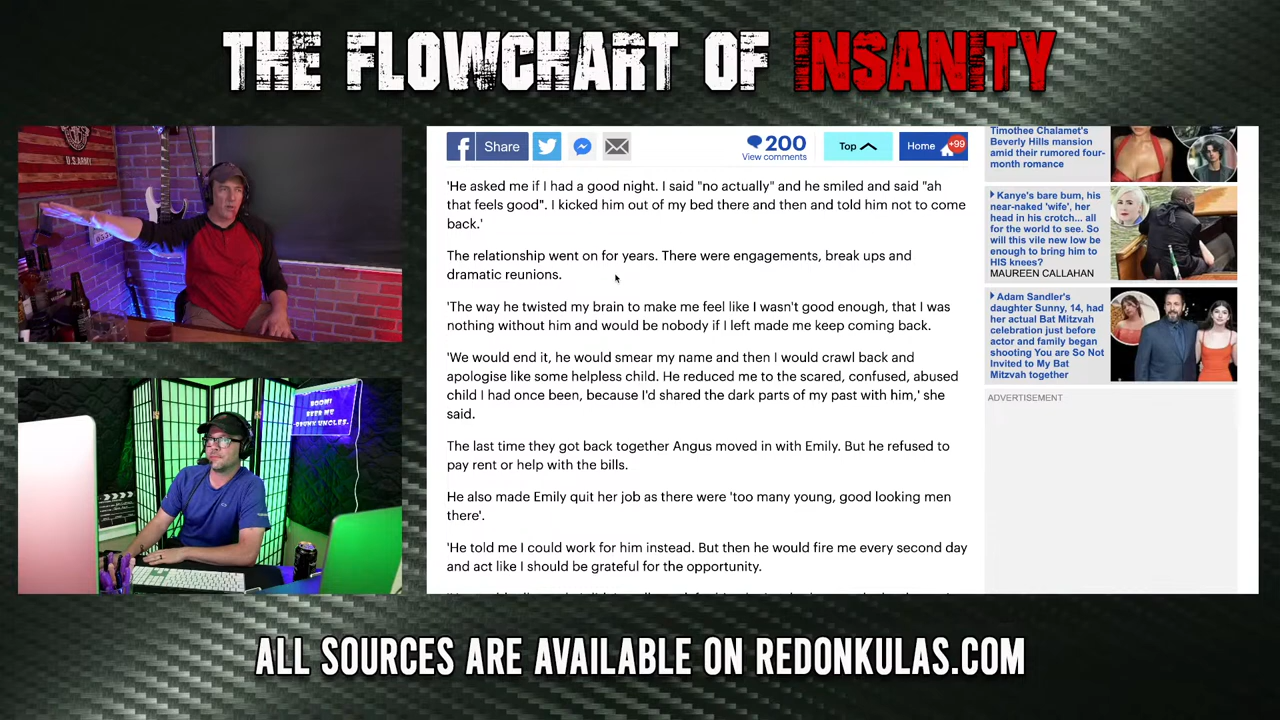 THE FLOWCHART OF INSANITY
U.S. ARMY
BOOM!
BEER ME
DRUNK UNCLES.
f Share
200
View comments
Top
Home
+99
'He asked me if I had a good night. I said "no actually" and he smiled and said "ah
that feels good". I kicked him out of my bed there and then and told him not to come
back.'
The relationship went on for years. There were engagements, break ups and
dramatic reunions.
'The way he twisted my brain to make me feel like I wasn't good enough, that I was
nothing without him and would be nobody if I left made me keep coming back.
'We would end it, he would smear my name and then I would crawl back and
apologise like some helpless child. He reduced me to the scared, confused, abused
child I had once been, because I'd shared the dark parts of my past with him,' she
said.
The last time they got back together Angus moved in with Emily. But he refused to
pay rent or help with the bills.
He also made Emily quit her job as there were 'too many young, good looking men
there'.
'He told me I could work for him instead. But then he would fire me every second day
and act like I should be grateful for the opportunity.
Timothee Chalamet's
Beverly Hills mansion
amid their rumored four-
month romance
Kanye's bare bum, his
near-naked 'wife', her
head in his crotch... all
for the world to see. So
will this vile new low be
enough to bring him to
HIS knees?
MAUREEN CALLAHAN
Adam Sandler's
daughter Sunny, 14, had
her actual Bat Mitzvah
celebration just before
actor and family began
shooting You are So Not
Invited to My Bat
Mitzvah together
ADVERTISEMENT
ALL SOURCES ARE AVAILABLE ON REDONKULAS.COM